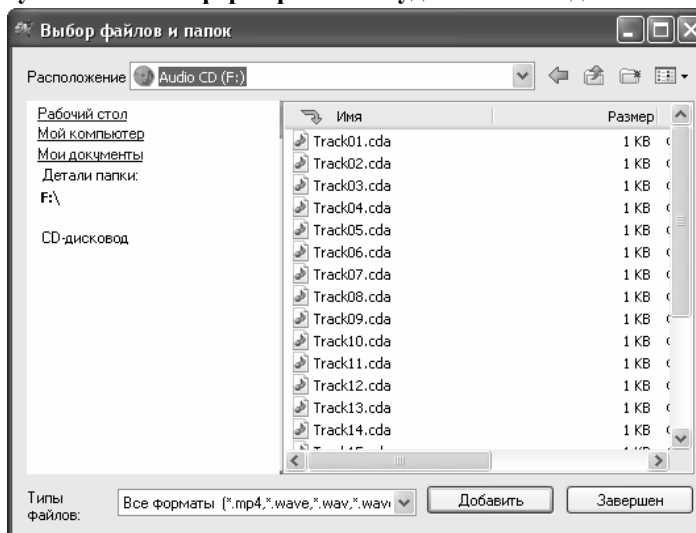 Выбор файлов и папок
Расположение Audio CD (F:)
Рабочий стол
Мой компьютер
Мои документы
Детали папки:
F:\
CD-дисковод
Имя Размер
Track01.cda 1 KB
Track02.cda 1 KB
Track03.cda 1 KB
Track04.cda 1 KB
Track05.cda 1 KB
Track06.cda 1 KB
Track07.cda 1 KB
Track08.cda 1 KB
Track09.cda 1 KB
Track10.cda 1 KB
Track11.cda 1 KB
Track12.cda 1 KB
Track13.cda 1 KB
Track14.cda 1 KB
Типы
файлов:
Все форматы (*.mp4,*.wave,*.wav,*.wav
Добавить
Завершен